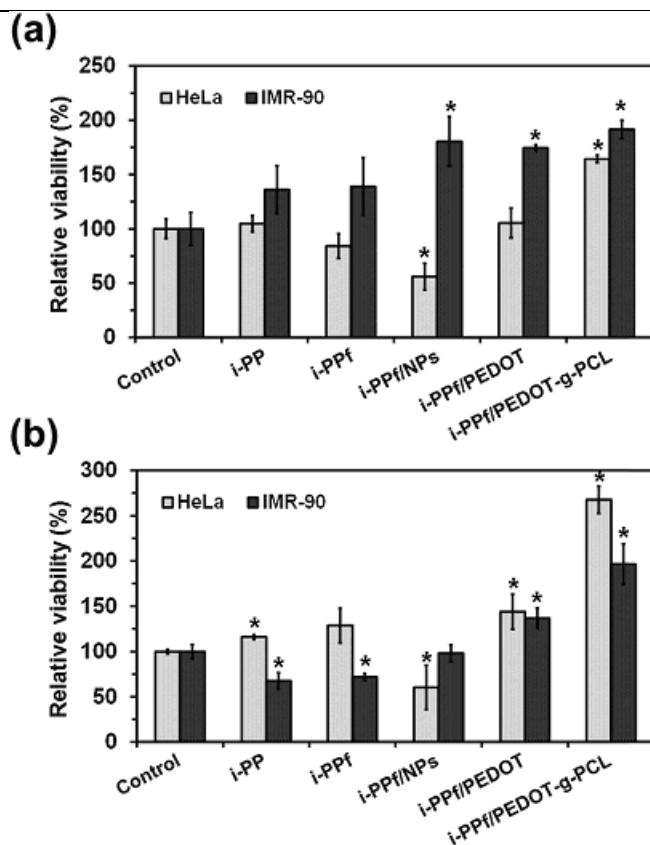 (a)
250
200
150
100
50
0
Relative viability (%)
HeLa IMR-90
* * * * *
Control i-PP i-PPf i-PPf/NPs i-PPf/PEDOT i-PPf/PEDOT-g-PCL
(b)
300
250
200
150
100
50
0
Relative viability (%)
HeLa IMR-90
* * * * * * * *
Control i-PP i-PPf i-PPf/NPs i-PPf/PEDOT i-PPf/PEDOT-g-PCL